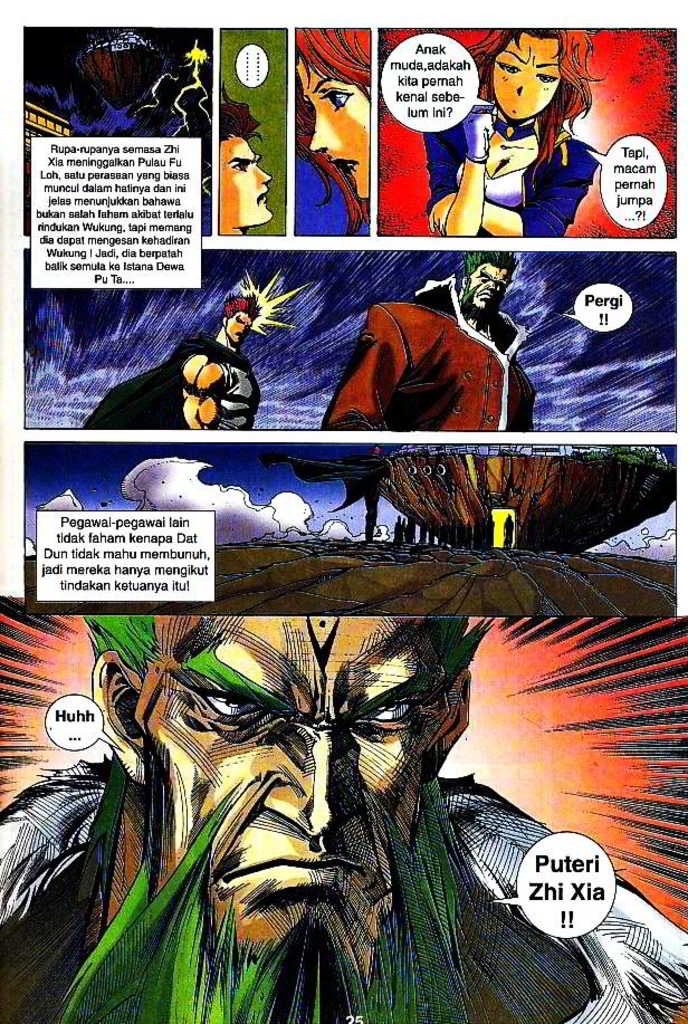 Rupa-rupanya semasa Zhi
Xia meninggalkan Pulau Fu
Loh, satu perasaan yang biasa
muncul dalam hatinya dan ini
jelas menunjukan bahawa
bukan salah faham akibat terlalu
rindukan Wukung, tapi memang
dia dapat mengesan kehadiran
Wukung ! Jadi, dia berpatah
balik semula ke Istana Dewa
Pu Ta....
......
Anak
muda,adakah
kita pernah
kenal sebe-
lum ini?
Tapi,
macam
pernah
jumpa
...?!
Pergi
!!
Pegawal-pegawai lain
tidak faham kenapa Dat
Dun tidak mahu membunuh,
jadi mereka hanya mengikut
tindakan ketuanya itu!
Huhh
...
Puteri
Zhi Xia
!!
25